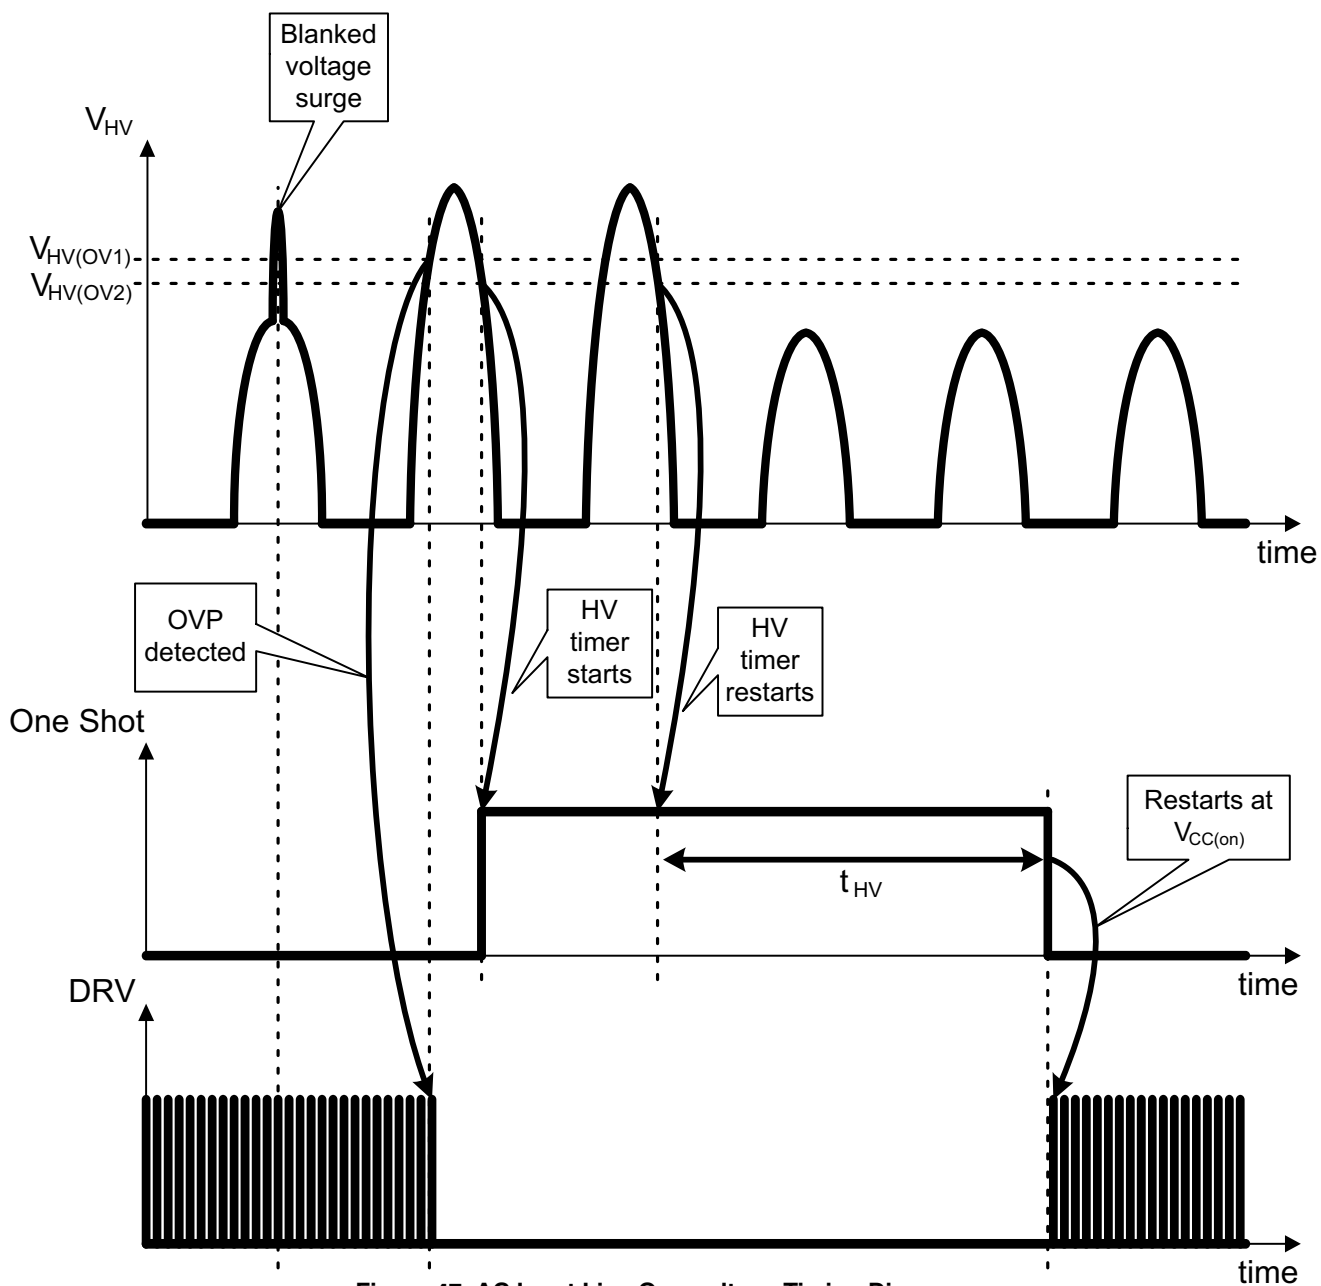 Blanked
voltage
surge
VHV
VHV(OV1)
VHV(OV2)
time
OVP
detected
HV
timer
starts
HV
timer
restarts
One Shot
Restarts at
VCC(on)
tHV
time
DRV
time